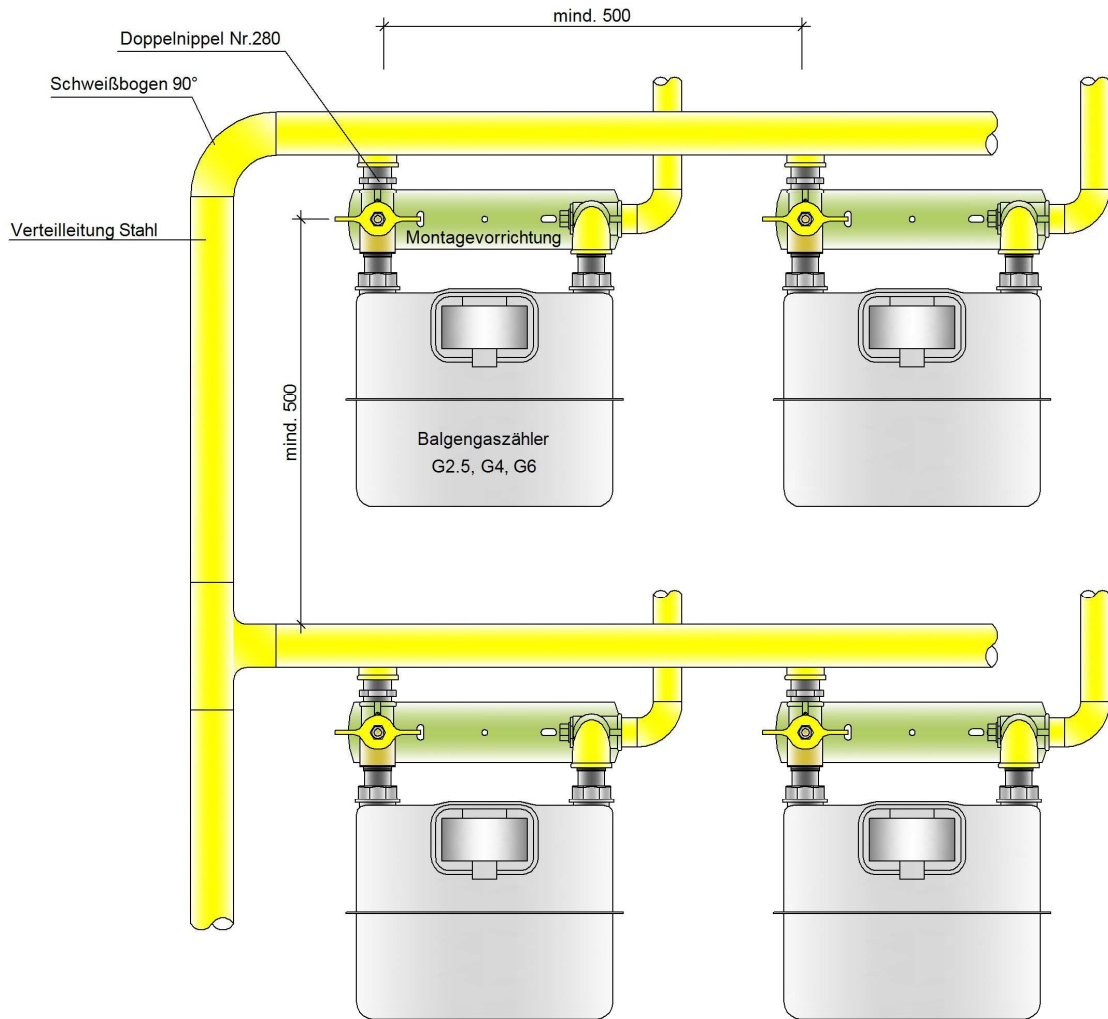 mind. 500
Doppelnippel Nr.280
Schweißbogen 90°
Verteilleitung Stahl
Montagevorrichtung
mind. 500
Balgengaszähler
G2.5, G4, G6